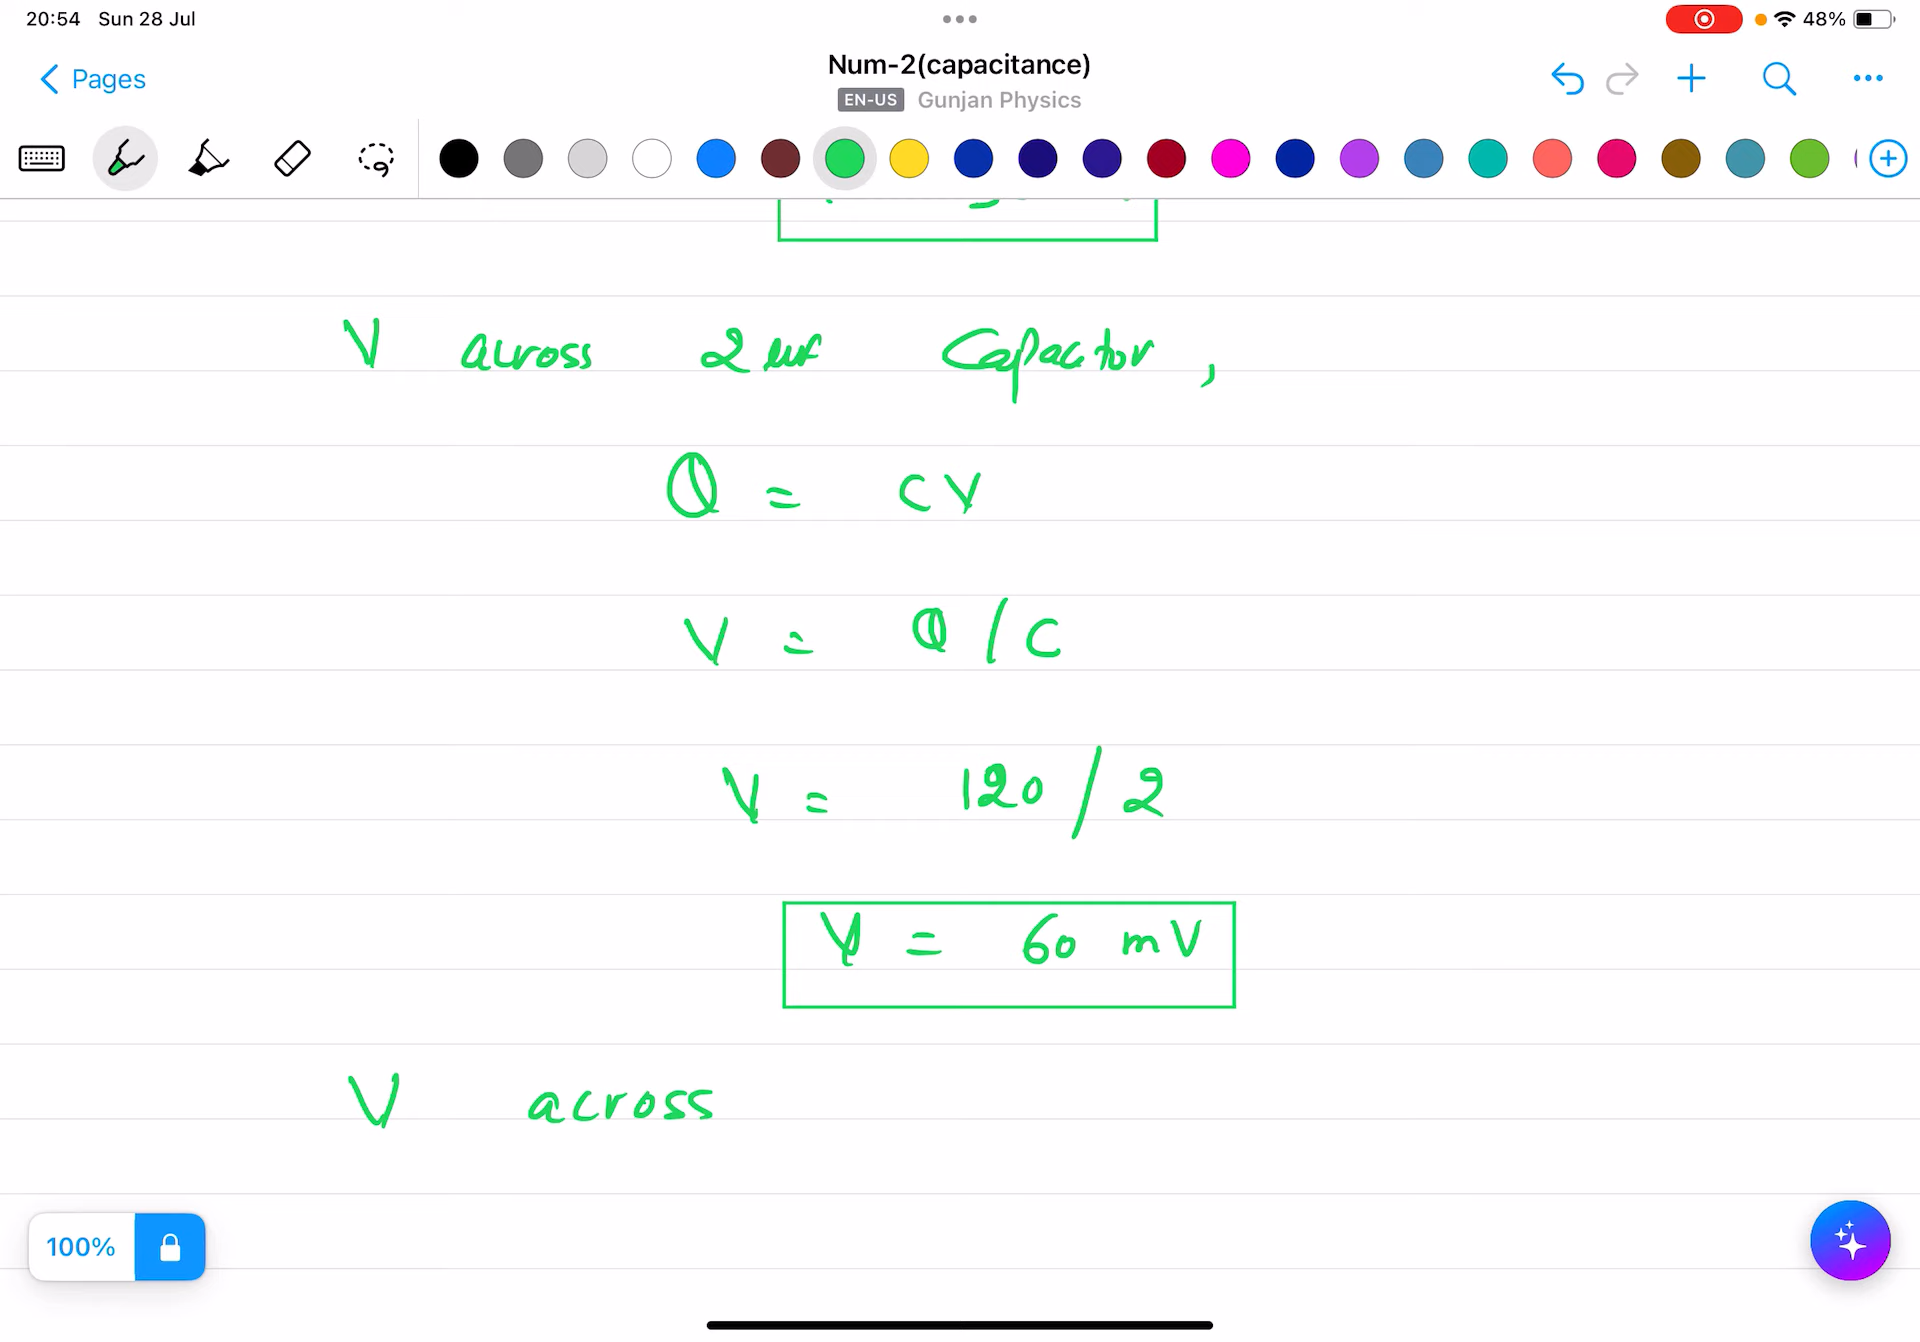 20:54 Sun 28 Jul
48%
Num-2(capacitance)
Pages
EN-US Gunjan Physics
V across 2 uf Capactor,
Q = CV
V = Q/C
V = 120/2
V = 60 mV
V across
100%